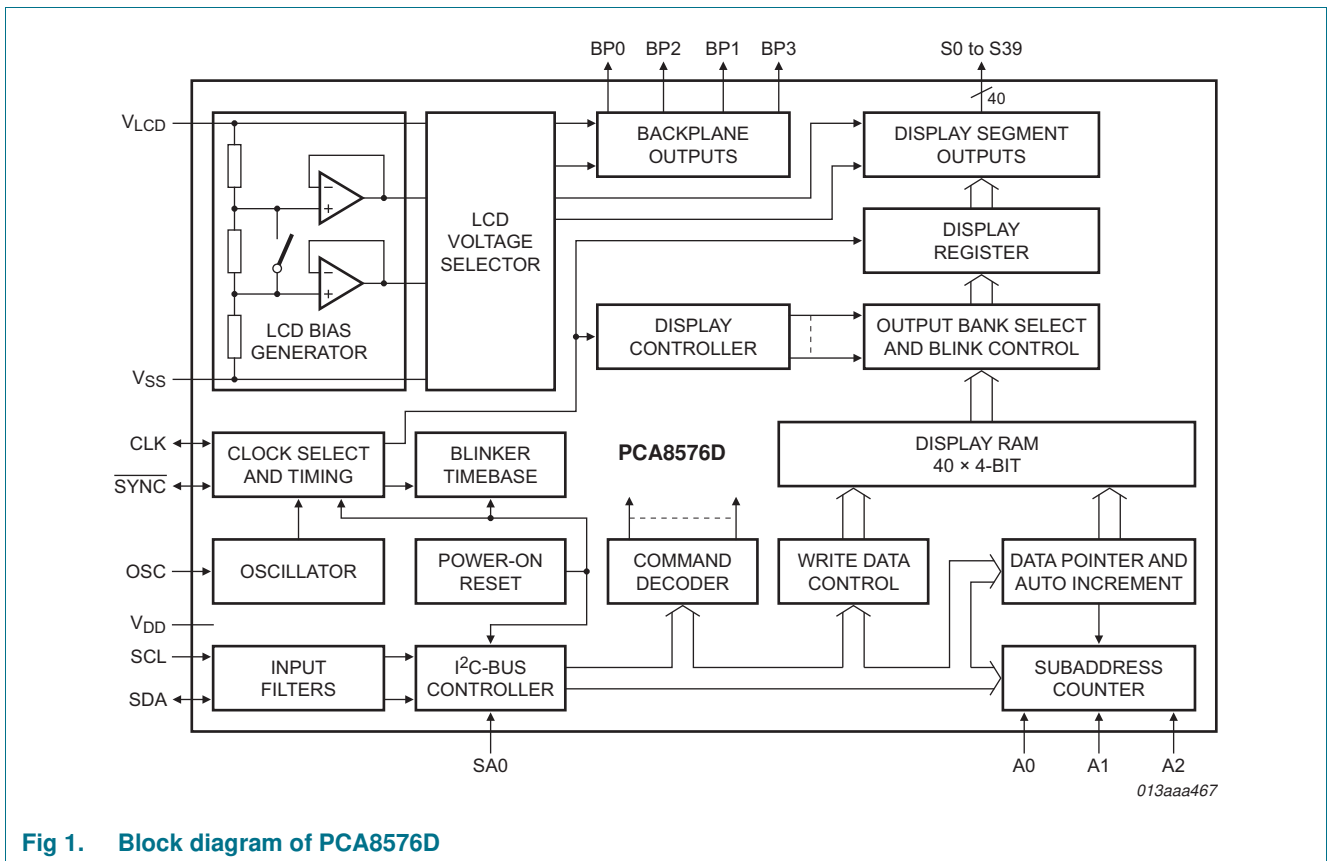 BP0 BP2 BP1 BP3 S0 to S39
40
VLCD
BACKPLANE
OUTPUTS
DISPLAY SEGMENT
OUTPUTS
LCD
VOLTAGE
SELECTOR
DISPLAY
REGISTER
LCD BIAS
GENERATOR
DISPLAY
CONTROLLER
OUTPUT BANK SELECT
AND BLINK CONTROL
VSS
CLK
SYNC
CLOCK SELECT
AND TIMING
BLINKER
TIMEBASE
PCA8576D
DISPLAY RAM
40 × 4-BIT
OSC
OSCILLATOR
POWER-ON
RESET
COMMAND
DECODER
WRITE DATA
CONTROL
DATA POINTER AND
AUTO INCREMENT
VDD
SCL
SDA
INPUT
FILTERS
I²C-BUS
CONTROLLER
SUBADDRESS
COUNTER
SA0 A0 A1 A2
013aaa467
Fig 1. Block diagram of PCA8576D